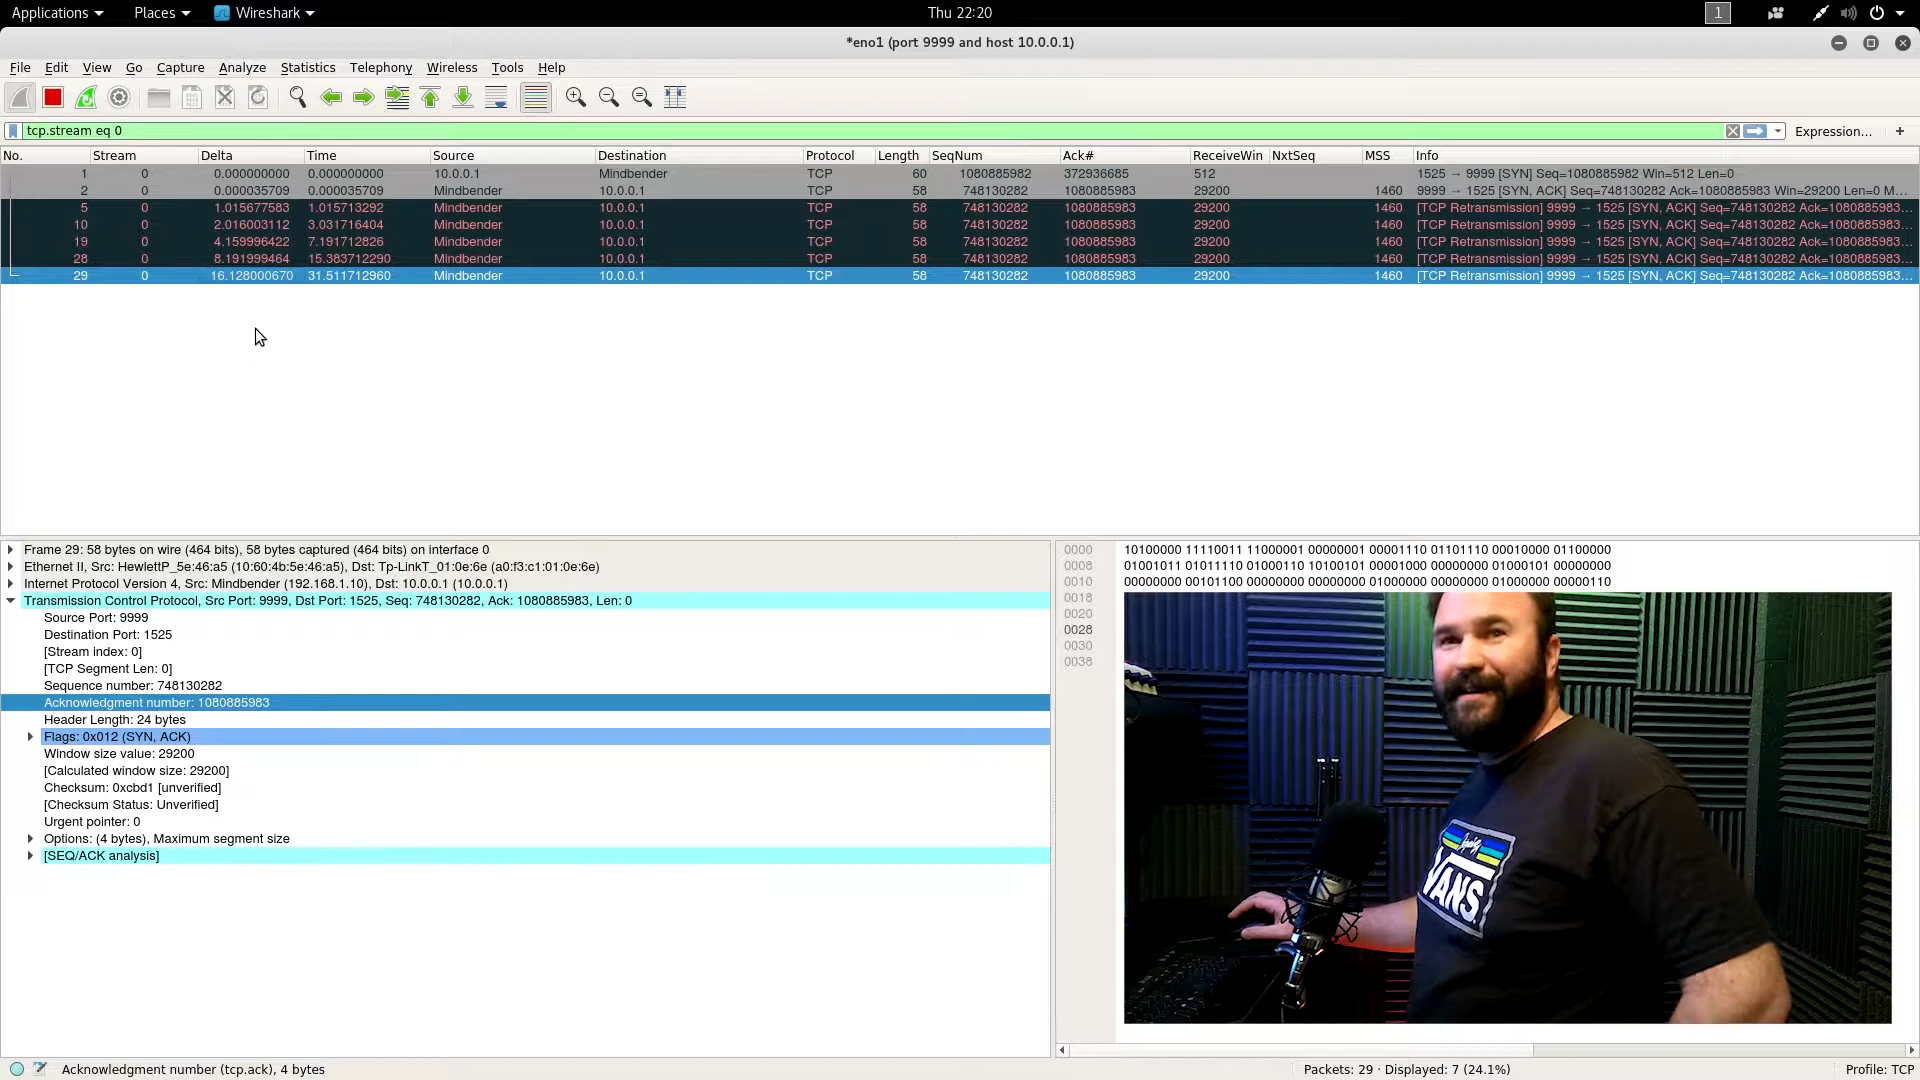 Applications Places Wireshark Thu 22:20 1
*eno1 (port 9999 and host 10.0.0.1)
File Edit View Go Capture Analyze Statistics Telephony Wireless Tools Help
tcp.stream eq 0 Expression… +
No. Stream Delta Time Source Destination Protocol Length SeqNum Ack# ReceiveWin NxtSeq MSS Info
1 0 0.000000000 0.000000000 10.0.0.1 Mindbender TCP 60 1080885982 372936685 512 1525 → 9999 [SYN] Seq=1080885982 Win=512 Len=0
2 0 0.000035709 0.000035709 Mindbender 10.0.0.1 TCP 58 748130282 1080885983 29200 1460 9999 → 1525 [SYN, ACK] Seq=748130282 Ack=1080885983 Win=29200 Len=0 M…
5 0 1.015677583 1.015713292 Mindbender 10.0.0.1 TCP 58 748130282 1080885983 29200 1460 [TCP Retransmission] 9999 → 1525 [SYN, ACK] Seq=748130282 Ack=1080885983…
10 0 2.016003112 3.031716404 Mindbender 10.0.0.1 TCP 58 748130282 1080885983 29200 1460 [TCP Retransmission] 9999 → 1525 [SYN, ACK] Seq=748130282 Ack=1080885983…
19 0 4.159996422 7.191712826 Mindbender 10.0.0.1 TCP 58 748130282 1080885983 29200 1460 [TCP Retransmission] 9999 → 1525 [SYN, ACK] Seq=748130282 Ack=1080885983…
28 0 8.191999464 15.383712290 Mindbender 10.0.0.1 TCP 58 748130282 1080885983 29200 1460 [TCP Retransmission] 9999 → 1525 [SYN, ACK] Seq=748130282 Ack=1080885983…
29 0 16.128000670 31.511712960 Mindbender 10.0.0.1 TCP 58 748130282 1080885983 29200 1460 [TCP Retransmission] 9999 → 1525 [SYN, ACK] Seq=748130282 Ack=1080885983…
Frame 29: 58 bytes on wire (464 bits), 58 bytes captured (464 bits) on interface 0
Ethernet II, Src: HewlettP_5e:46:a5 (10:60:4b:5e:46:a5), Dst: Tp-LinkT_01:0e:6e (a0:f3:c1:01:0e:6e)
Internet Protocol Version 4, Src: Mindbender (192.168.1.10), Dst: 10.0.0.1 (10.0.0.1)
Transmission Control Protocol, Src Port: 9999, Dst Port: 1525, Seq: 748130282, Ack: 1080885983, Len: 0
Source Port: 9999
Destination Port: 1525
[Stream index: 0]
[TCP Segment Len: 0]
Sequence number: 748130282
Acknowledgment number: 1080885983
Header Length: 24 bytes
Flags: 0x012 (SYN, ACK)
Window size value: 29200
[Calculated window size: 29200]
Checksum: 0xcbd1 [unverified]
[Checksum Status: Unverified]
Urgent pointer: 0
Options: (4 bytes), Maximum segment size
[SEQ/ACK analysis]
0000 10100000 11110011 11000001 00000001 00001110 01101110 00010000 01100000
0008 01001011 01011110 01000110 10100101 00001000 00000000 01000101 00000000
0010 00000000 00101100 00000000 00000000 01000000 00000000 01000000 00000110
0018
0020
0028
0030
0038
VANS
Acknowledgment number (tcp.ack), 4 bytes Packets: 29 · Displayed: 7 (24.1%) Profile: TCP